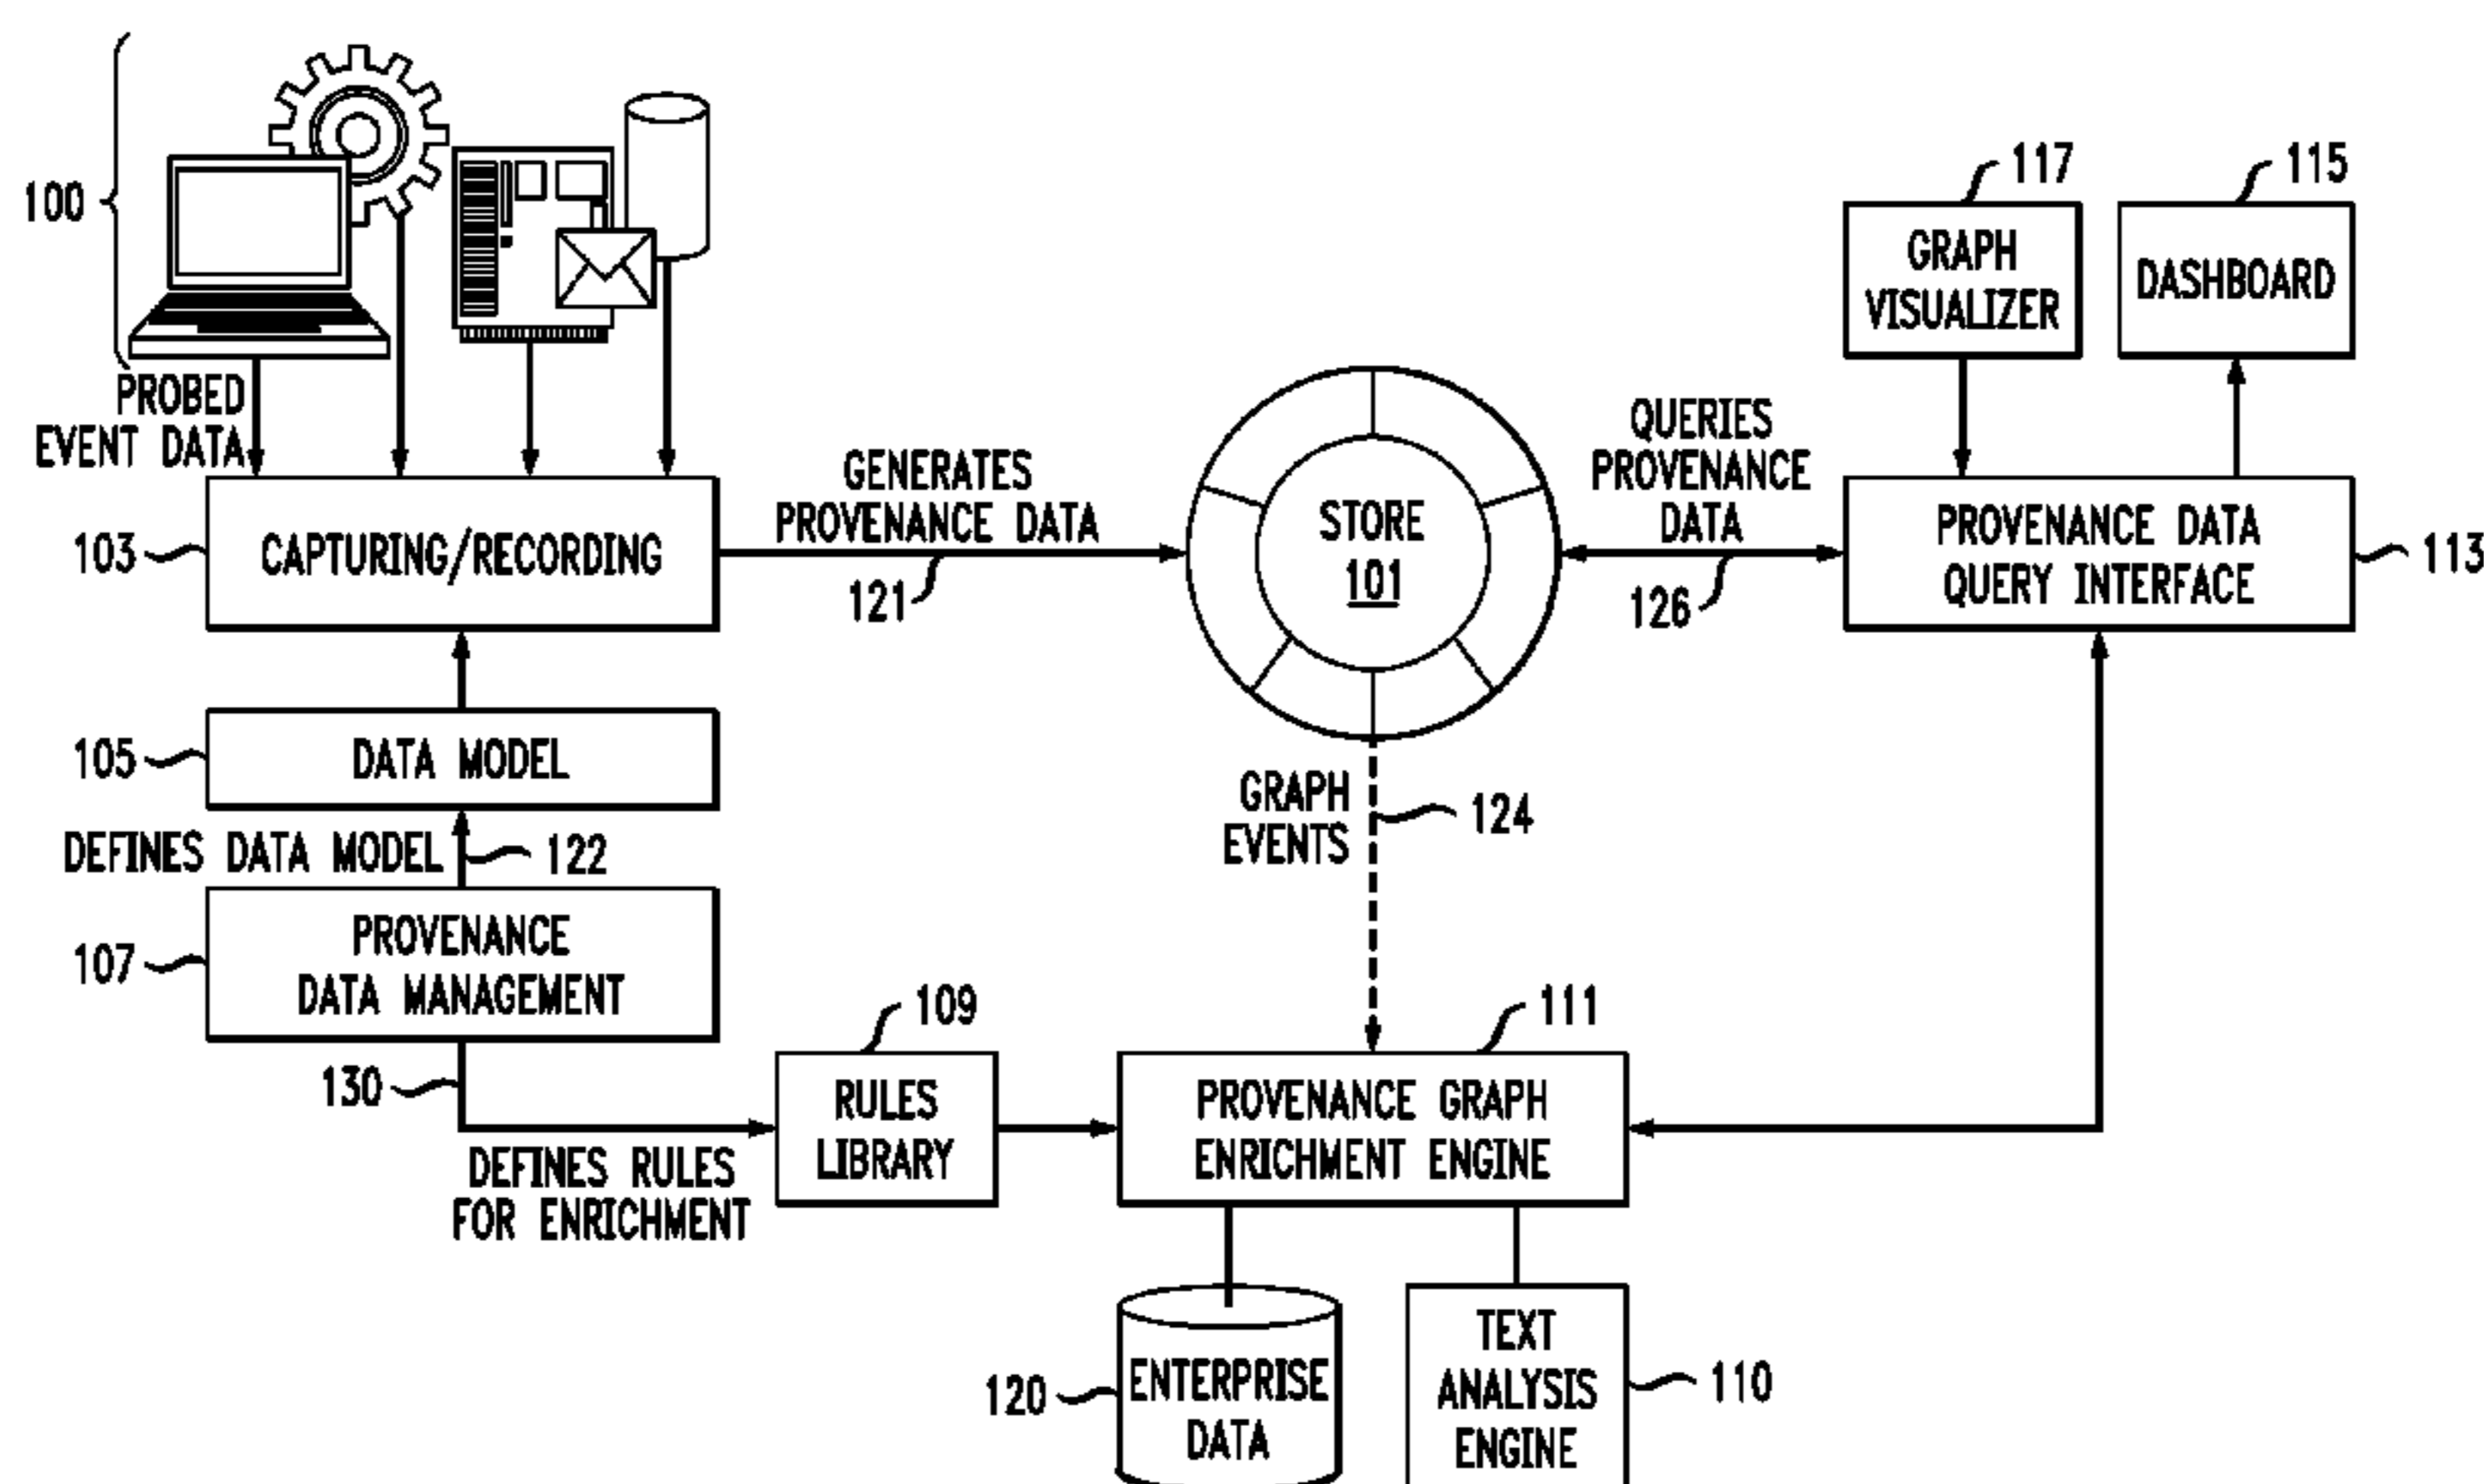 100
PROBED
EVENT DATA
103
CAPTURING/RECORDING
GENERATES
PROVENANCE DATA
121
STORE
101
QUERIES
PROVENANCE
DATA
126
117
GRAPH
VISUALIZER
115
DASHBOARD
PROVENANCE DATA
QUERY INTERFACE
113
105
DATA MODEL
DEFINES DATA MODEL
122
107
PROVENANCE
DATA MANAGEMENT
130
DEFINES RULES
FOR ENRICHMENT
109
RULES
LIBRARY
GRAPH
EVENTS
124
111
PROVENANCE GRAPH
ENRICHMENT ENGINE
120
ENTERPRISE
DATA
TEXT
ANALYSIS
ENGINE
110